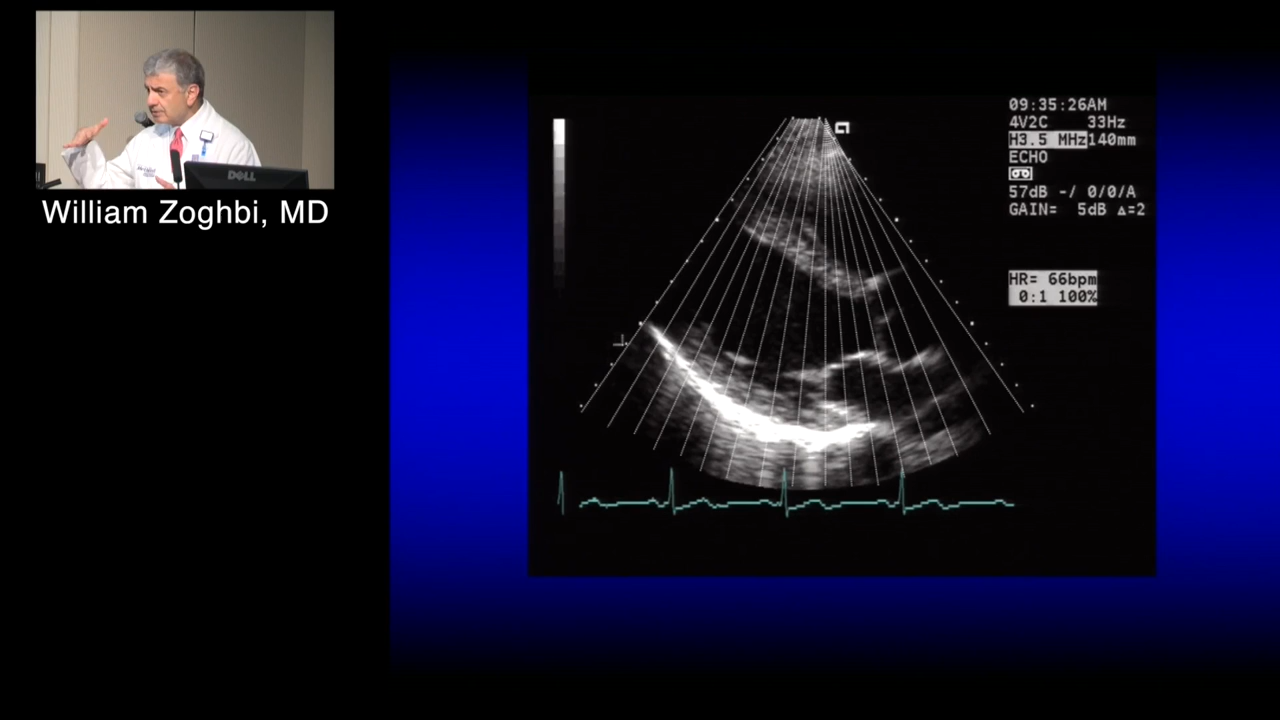 William Zoghbi, MD
DELL
09:35:26AM
4V2C 33Hz
H3.5 MHz 140mm
ECHO
57dB -/ 0/0/A
GAIN= 5dB ▵=2
HR= 66bpm
0:1 100%